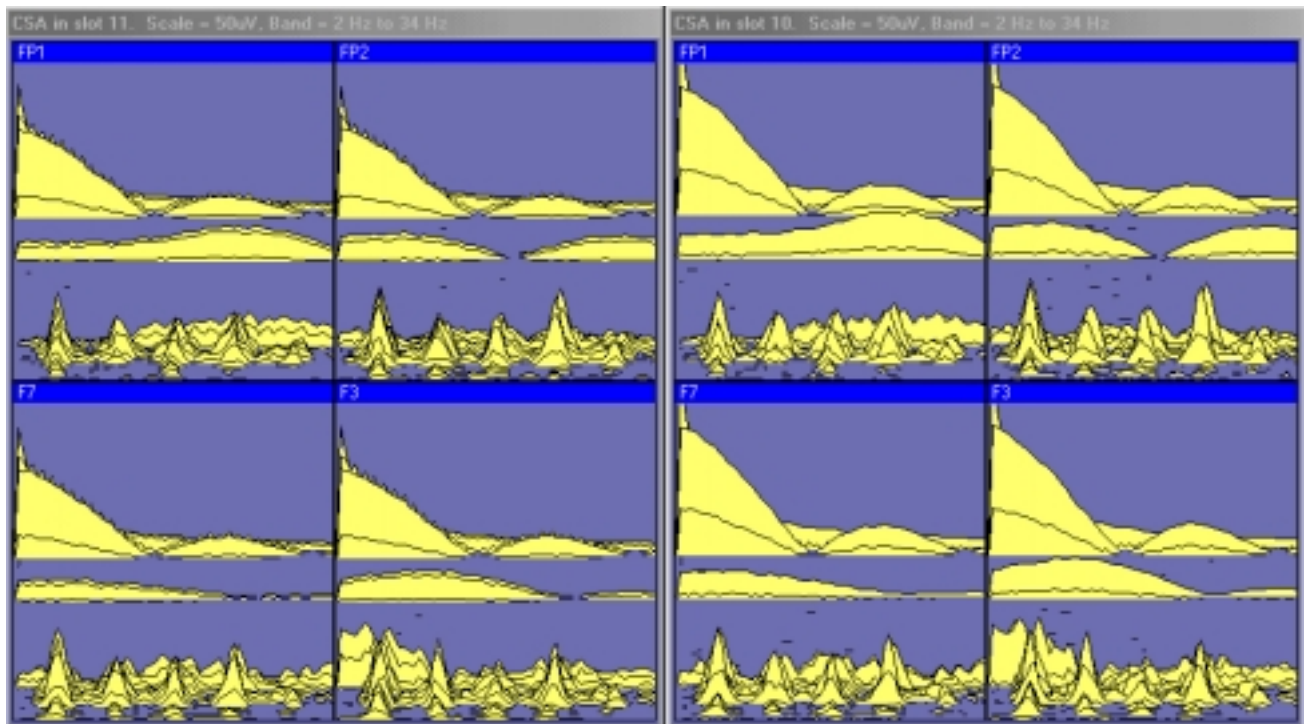 CSA in slot 11. Scale = 50uV, Band = 2 Hz to 34 Hz
FP1
FP2
F7
F3
CSA in slot 10. Scale = 50uV, Band = 2 Hz to 34 Hz
FP1
FP2
F7
F3